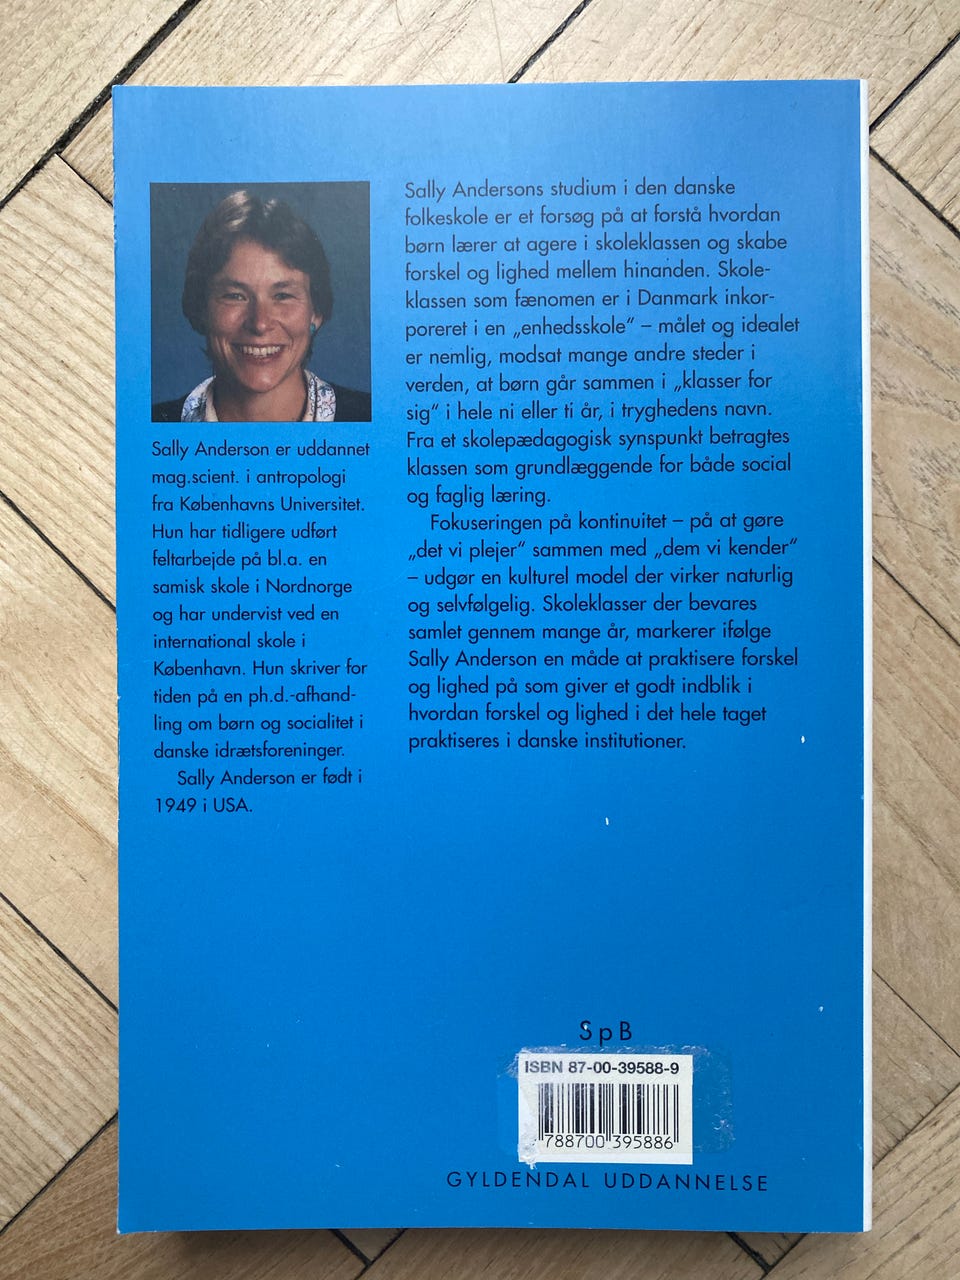 Sally Andersons studium i den danske
folkeskole er et forsøg på at forstå hvordan
børn lærer at agere i skoleklassen og skabe
forskel og lighed mellem hinanden. Skole-
klassen som fænomen er i Danmark inkor-
poreret i en „enhedsskole“ – målet og idealet
er nemlig, modsat mange andre steder i
verden, at børn går sammen i „klasser for
sig“ i hele ni eller ti år, i tryghedens navn.
Fra et skolepædagogisk synspunkt betragtes
klassen som grundlæggende for både social
og faglig læring.
Fokuseringen på kontinuitet – på at gøre
„det vi plejer“ sammen med „dem vi kender“
– udgør en kulturel model der virker naturlig
og selvfølgelig. Skoleklasser der bevares
samlet gennem mange år, markerer ifølge
Sally Anderson en måde at praktisere forskel
og lighed på som giver et godt indblik i
hvordan forskel og lighed i det hele taget
praktiseres i danske institutioner.
Sally Anderson er uddannet
mag.scient. i antropologi
fra Københavns Universitet.
Hun har tidligere udført
feltarbejde på bl.a. en
samisk skole i Nordnorge
og har undervist ved en
international skole i
København. Hun skriver for
tiden på en ph.d.-afhand-
ling om børn og socialitet i
danske idrætsforeninger.
Sally Anderson er født i
1949 i USA.
SpB
ISBN 87-00-39588-9
788700 395886
GYLDENDAL UDDANNELSE